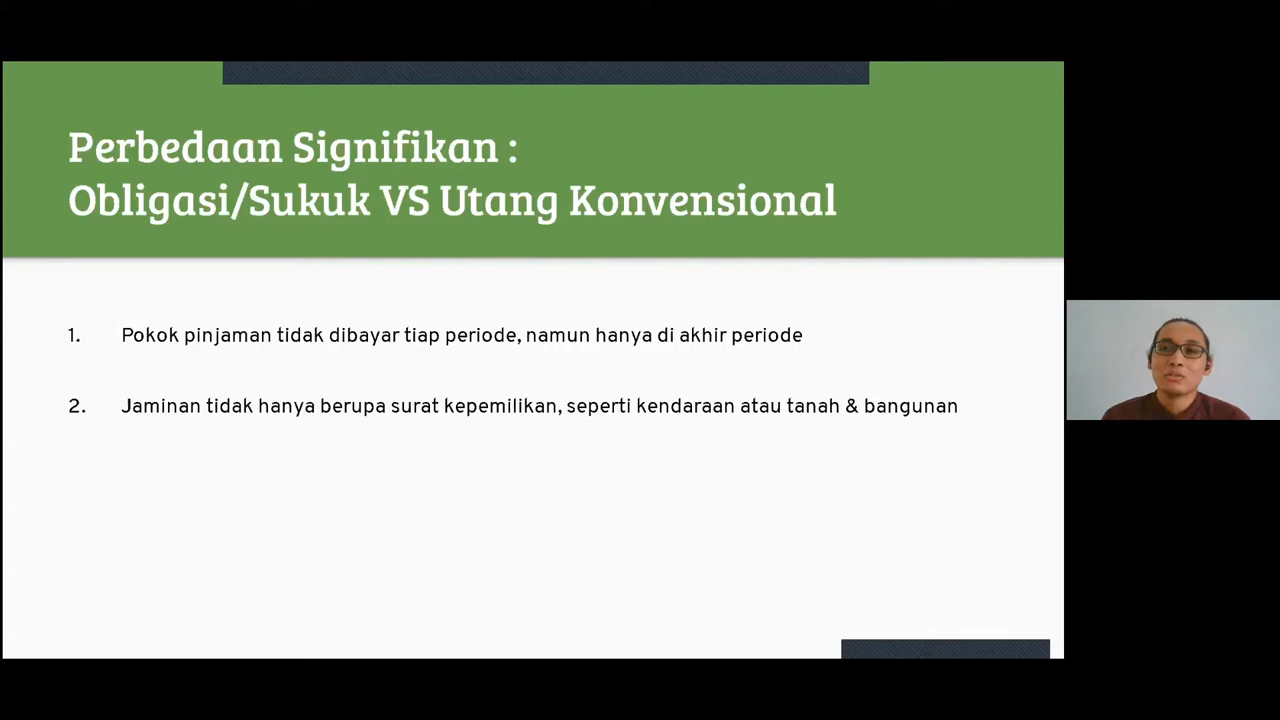 Perbedaan Signifikan :
Obligasi/Sukuk VS Utang Konvensional
1. Pokok pinjaman tidak dibayar tiap periode, namun hanya di akhir periode
2. Jaminan tidak hanya berupa surat kepemilikan, seperti kendaraan atau tanah & bangunan